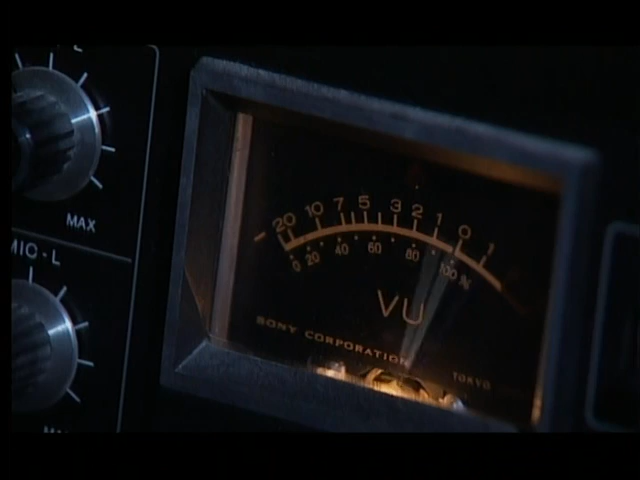 MAX
MIC · L
- 20 10 7 5 3 2 1 0 1
0 20 40 60 80 100 %
VU
SONY CORPORATION
TOKYO